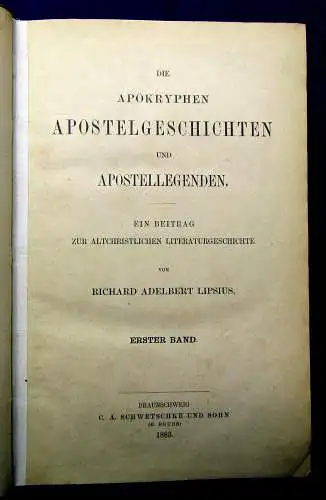 DIE
APOKRYPHEN
APOSTELGESCHICHTEN
UND
APOSTELLEGENDEN.
EIN BEITRAG
ZUR ALTCHRISTLICHEN LITERATURGESCHICHTE
VON
RICHARD ADELBERT LIPSIUS.
ERSTER BAND.
BRAUNSCHWEIG
C. A. SCHWETSCHKE UND SOHN
(M. BRUHN)
1883.